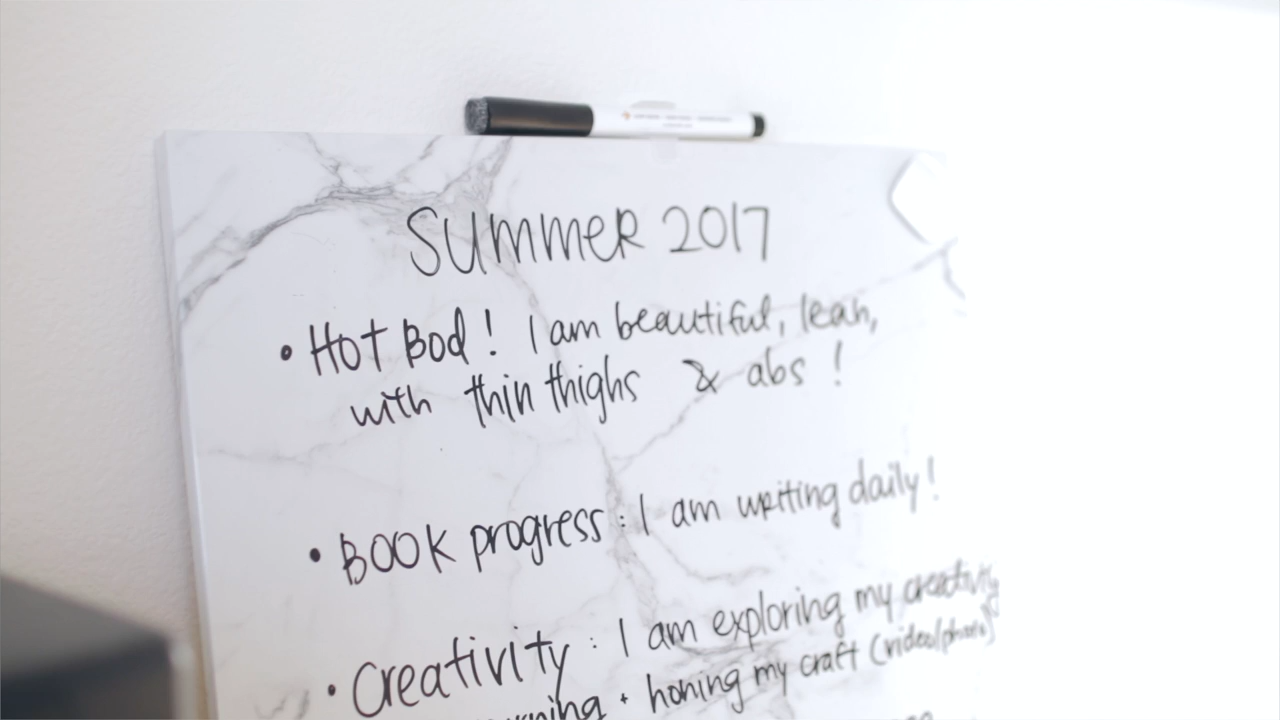 SUMMER 2017
• Hot Bod! I am beautiful, lean,
with thin thighs & abs!
• BOOK progress: I am writing daily!
• Creativity: I am exploring my creativity
+ honing my craft (video/photo)